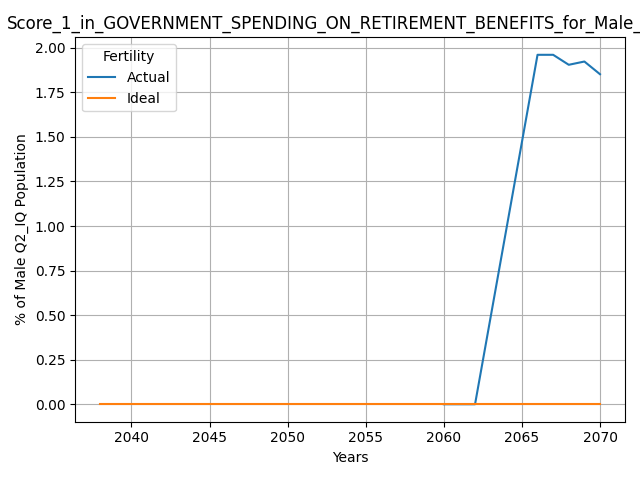 Score_1_in_GOVERNMENT_SPENDING_ON_RETIREMENT_BENEFITS_for_Male_
Fertility
Actual
Ideal
2.00
1.75
1.50
1.25
1.00
0.75
0.50
0.25
0.00
% of Male Q2_IQ Population
2040 2045 2050 2055 2060 2065 2070
Years